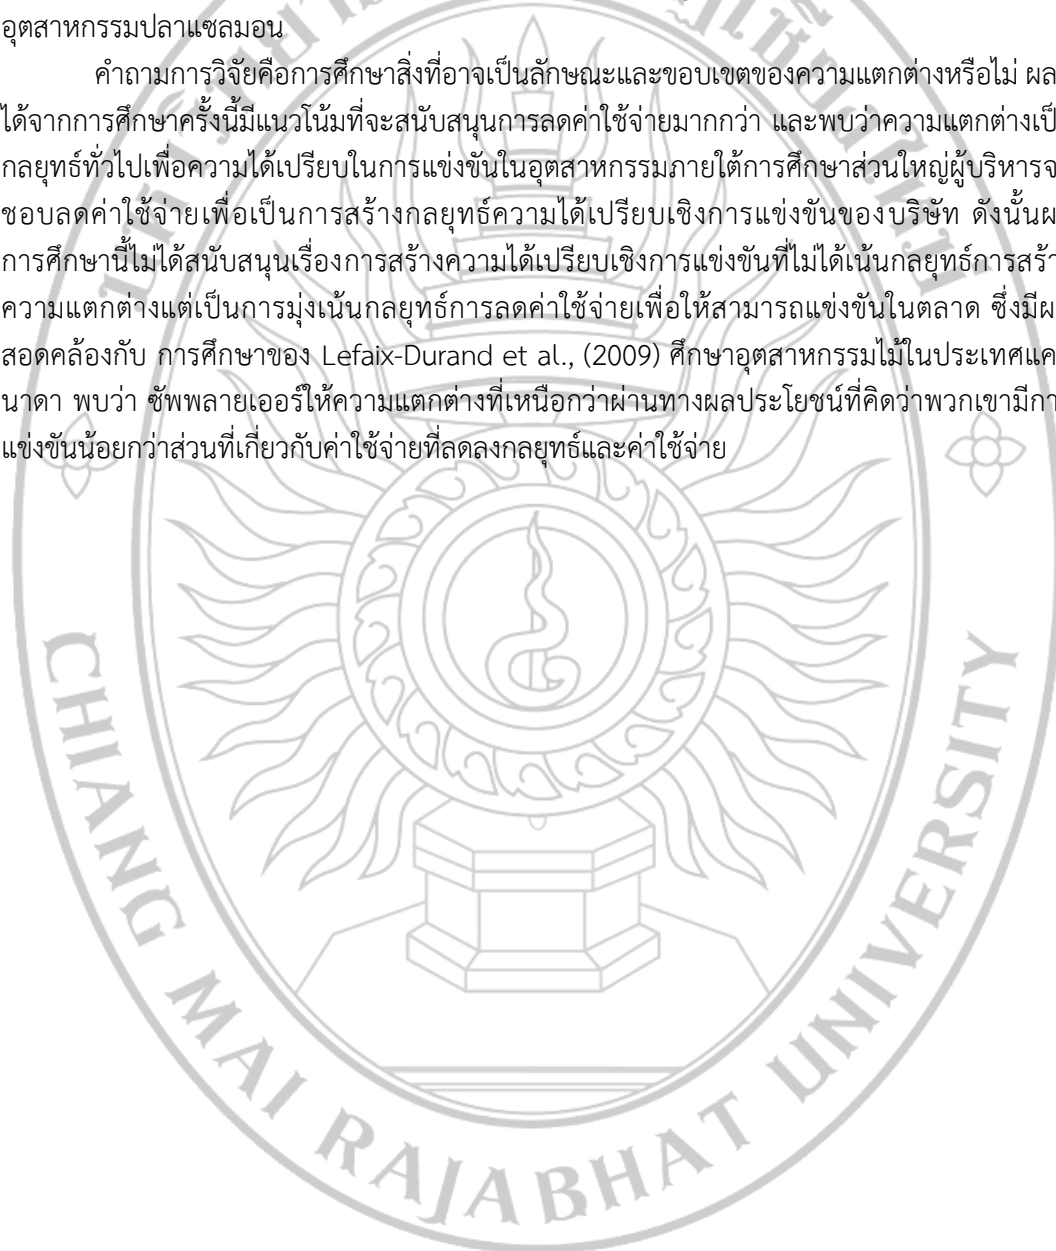 อุตสาหกรรมปลาแซลมอน
คำถามการวิจัยคือการศึกษาสิ่งที่อาจเป็นลักษณะและขอบเขตของความแตกต่างหรือไม่ ผล
ได้จากการศึกษาครั้งนี้มีแนวโน้มที่จะสนับสนุนการลดค่าใช้จ่ายมากกว่า และพบว่าความแตกต่างเป็
กลยุทธ์ทั่วไปเพื่อความได้เปรียบในการแข่งขันในอุตสาหกรรมภายใต้การศึกษาส่วนใหญ่ผู้บริหารจ
ชอบลดค่าใช้จ่ายเพื่อเป็นการสร้างกลยุทธ์ความได้เปรียบเชิงการแข่งขันของบริษัท ดังนั้นผ
การศึกษานี้ไม่ได้สนับสนุนเรื่องการสร้างความได้เปรียบเชิงการแข่งขันที่ไม่ได้เน้นกลยุทธ์การสร้า
ความแตกต่างแต่เป็นการมุ่งเน้นกลยุทธ์การลดค่าใช้จ่ายเพื่อให้สามารถแข่งขันในตลาด ซึ่งมีผ
สอดคล้องกับ การศึกษาของ Lefaix-Durand et al., (2009) ศึกษาอุตสาหกรรมไม้ในประเทศแค
นาดา พบว่า ซัพพลายเออร์ให้ความแตกต่างที่เหนือกว่าผ่านทางผลประโยชน์ที่คิดว่าพวกเขามีกา
แข่งขันน้อยกว่าส่วนที่เกี่ยวกับค่าใช้จ่ายที่ลดลงกลยุทธ์และค่าใช้จ่าย
CHIANG MAI RAJABHAT UNIVERSITY